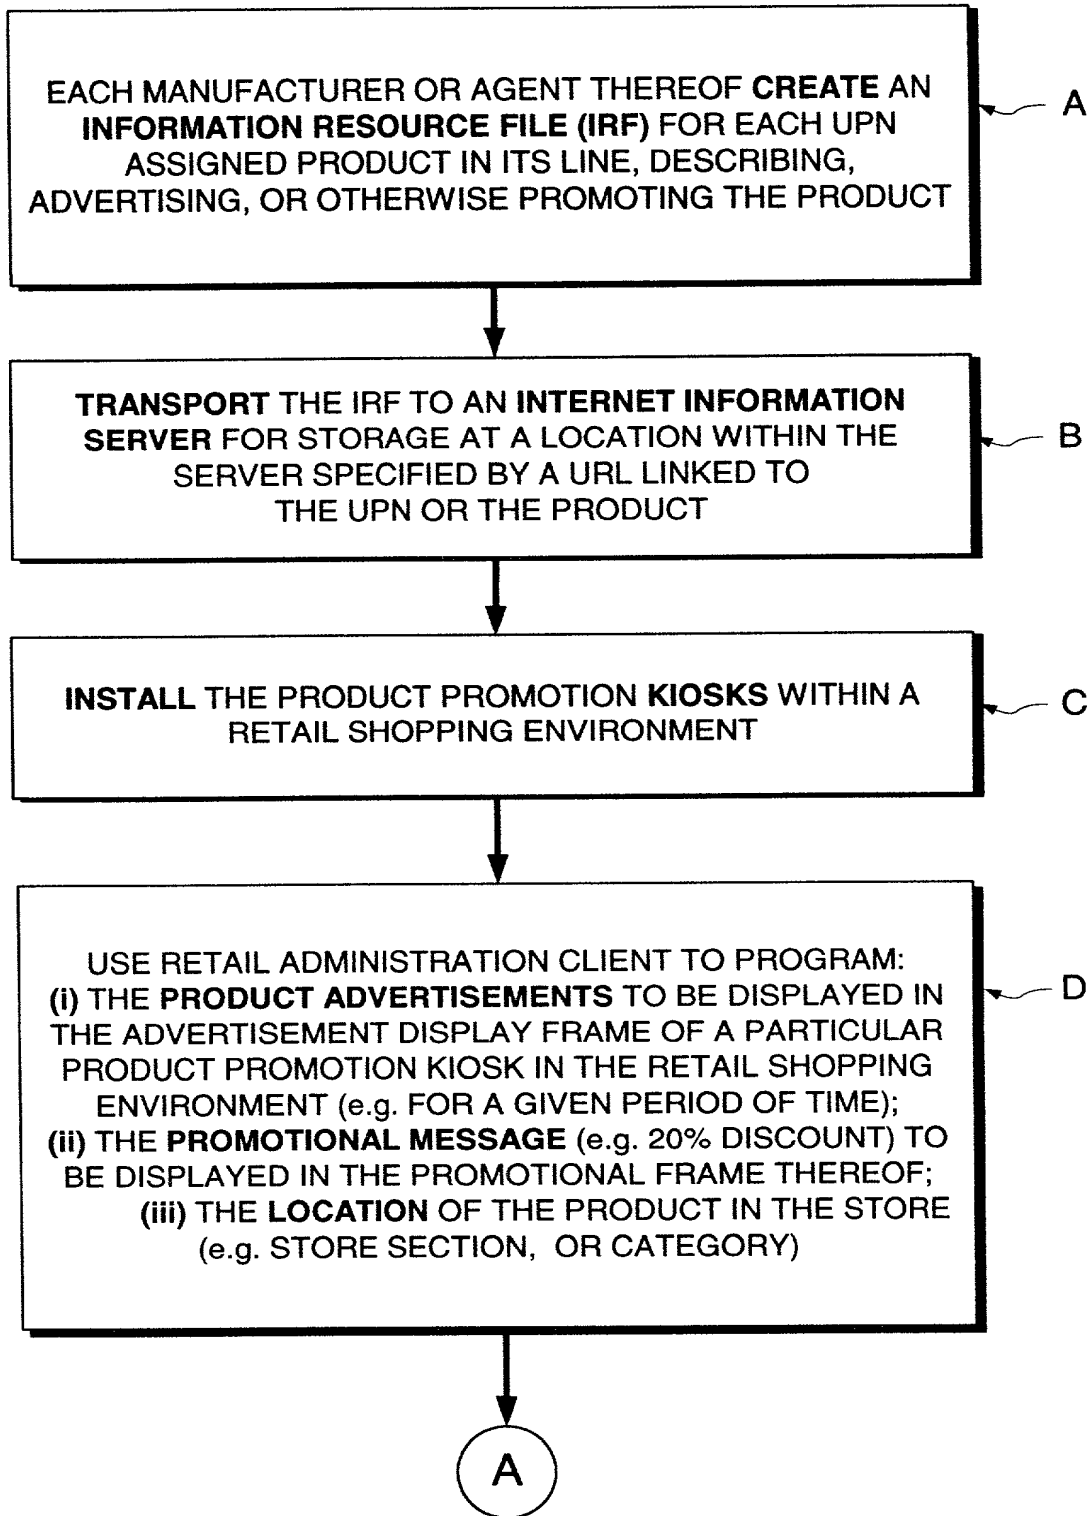 EACH MANUFACTURER OR AGENT THEREOF CREATE AN
INFORMATION RESOURCE FILE (IRF) FOR EACH UPN
ASSIGNED PRODUCT IN ITS LINE, DESCRIBING,
ADVERTISING, OR OTHERWISE PROMOTING THE PRODUCT
A
TRANSPORT THE IRF TO AN INTERNET INFORMATION
SERVER FOR STORAGE AT A LOCATION WITHIN THE
SERVER SPECIFIED BY A URL LINKED TO
THE UPN OR THE PRODUCT
B
INSTALL THE PRODUCT PROMOTION KIOSKS WITHIN A
RETAIL SHOPPING ENVIRONMENT
C
USE RETAIL ADMINISTRATION CLIENT TO PROGRAM:
(i) THE PRODUCT ADVERTISEMENTS TO BE DISPLAYED IN
THE ADVERTISEMENT DISPLAY FRAME OF A PARTICULAR
PRODUCT PROMOTION KIOSK IN THE RETAIL SHOPPING
ENVIRONMENT (e.g. FOR A GIVEN PERIOD OF TIME);
(ii) THE PROMOTIONAL MESSAGE (e.g. 20% DISCOUNT) TO
BE DISPLAYED IN THE PROMOTIONAL FRAME THEREOF;
(iii) THE LOCATION OF THE PRODUCT IN THE STORE
(e.g. STORE SECTION, OR CATEGORY)
D
A